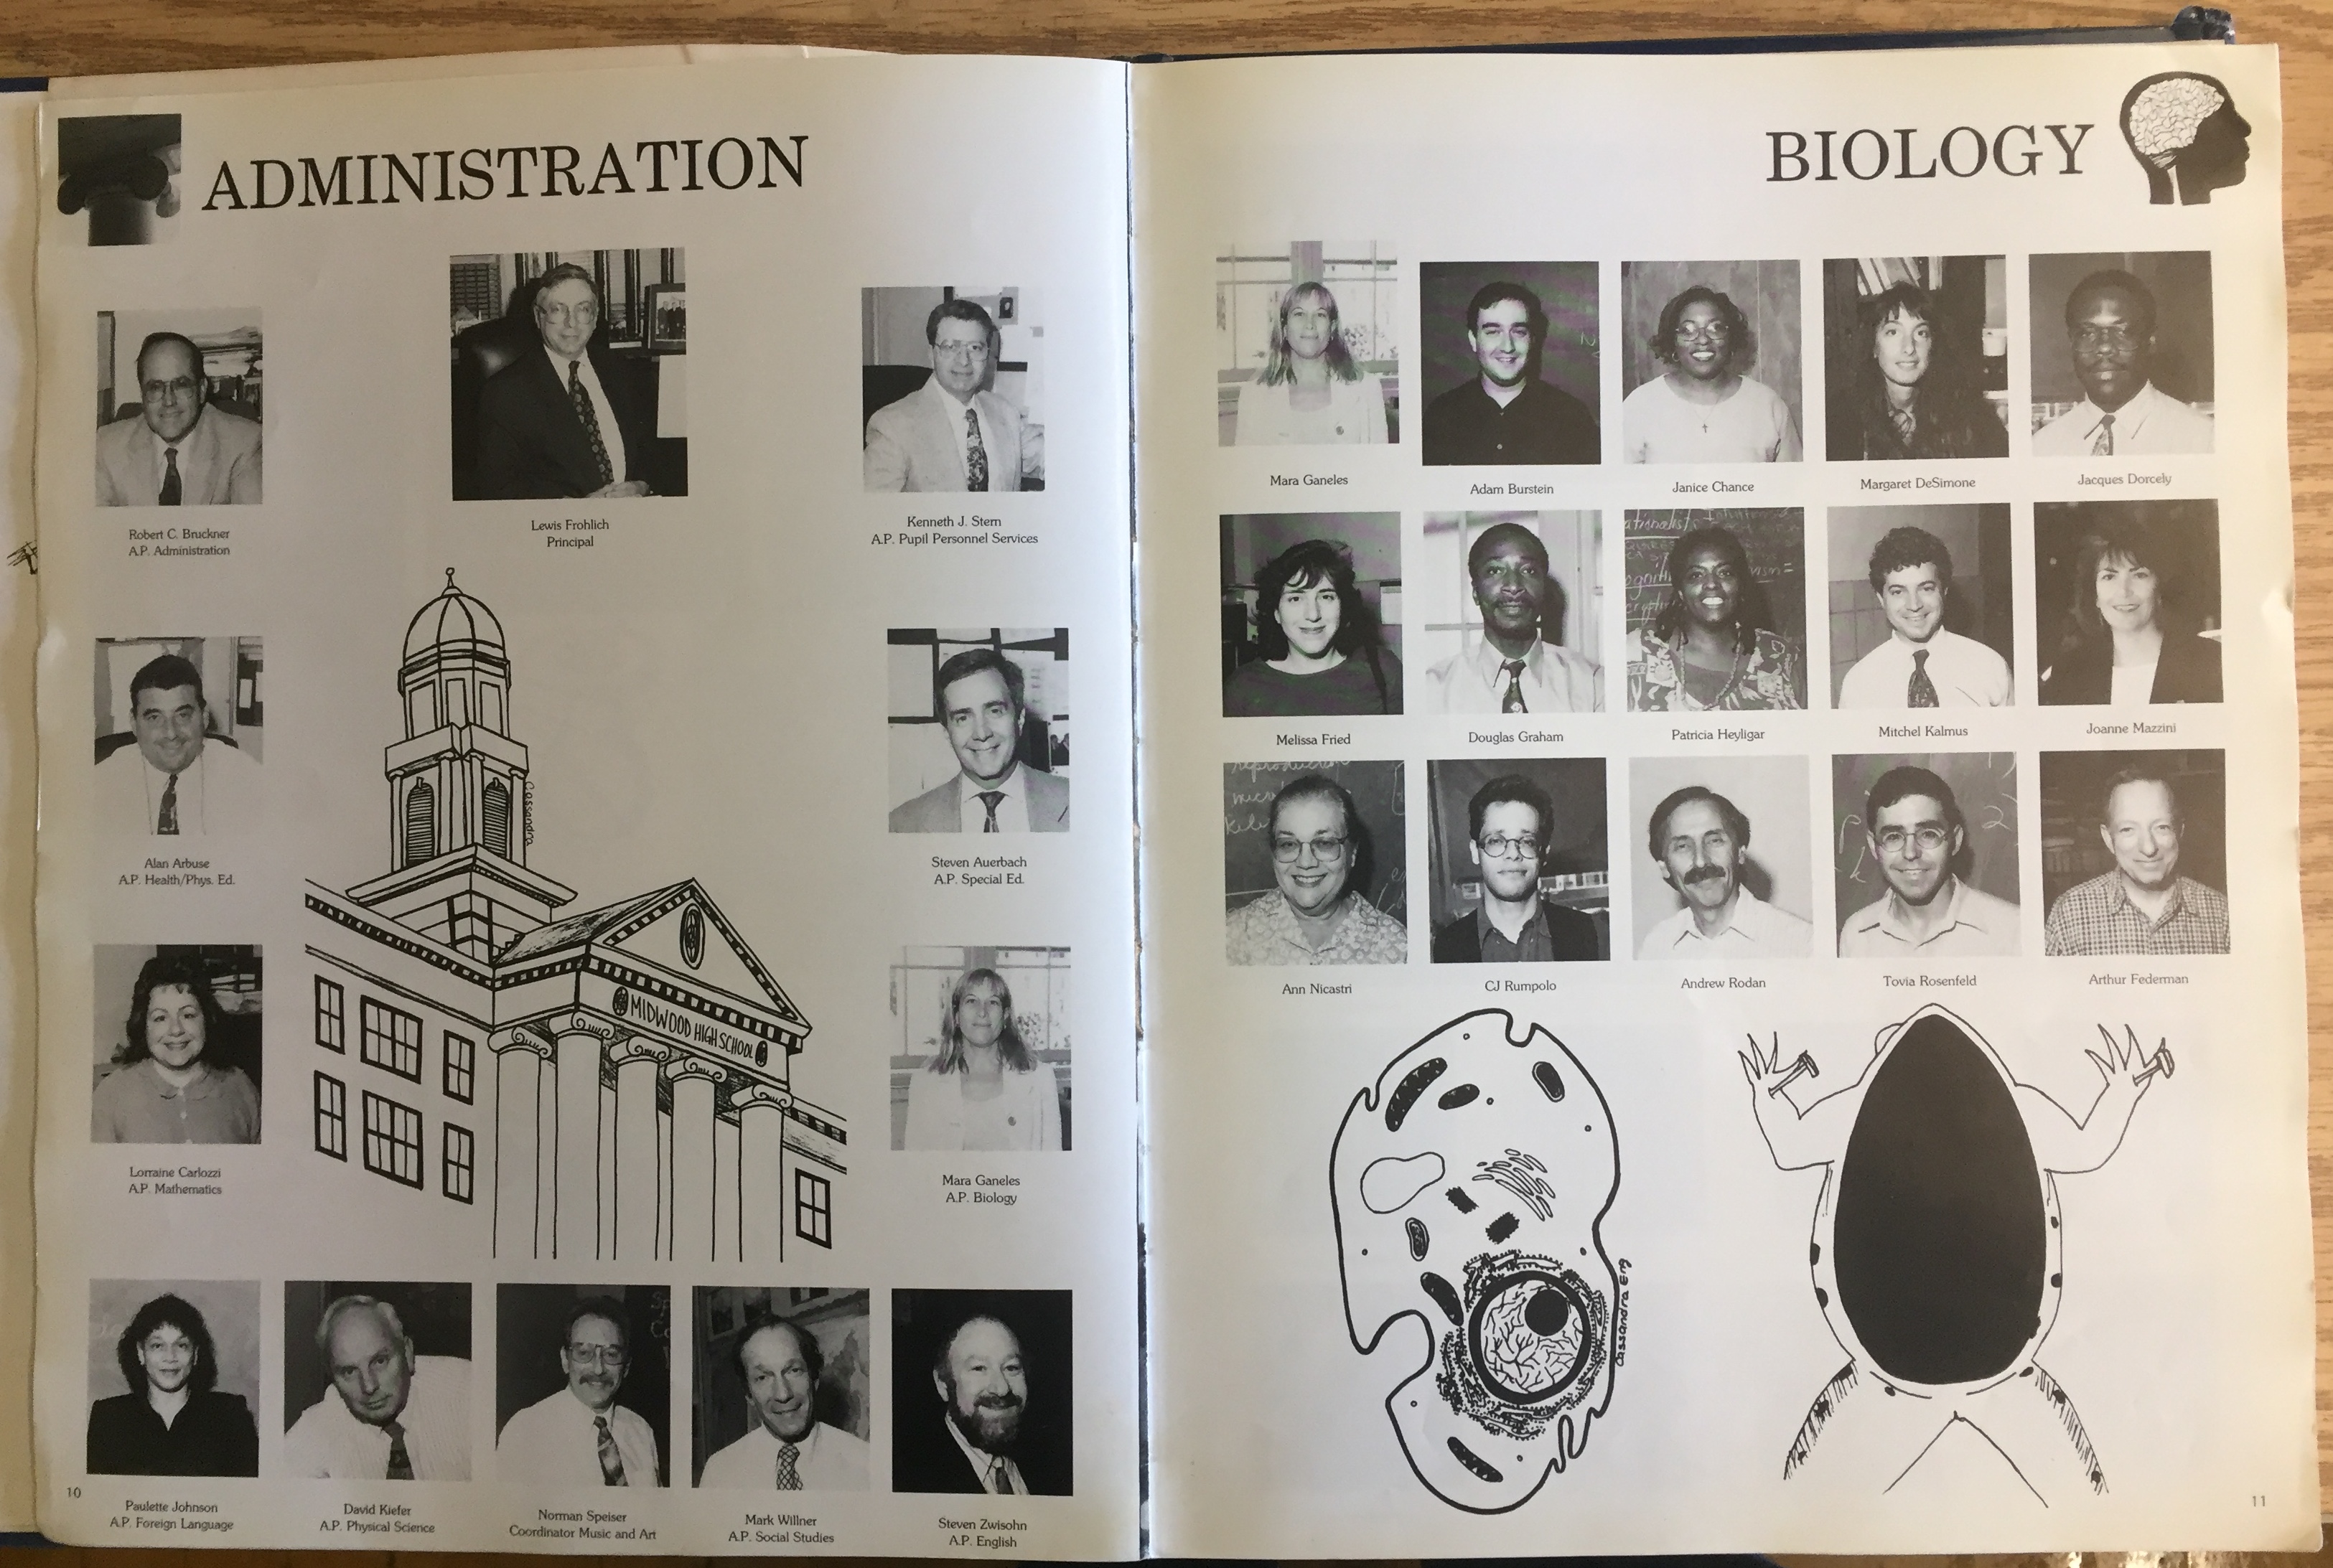 ADMINISTRATION
Robert C. Bruckner
A.P. Administration
Lewis Frohlich
Principal
Kenneth J. Stern
A.P. Pupil Personnel Services
Alan Arbuse
A.P. Health/Phys. Ed.
Cassandra
Steven Auerbach
A.P. Special Ed.
MIDWOOD HIGH SCHOOL
Lorraine Carlozzi
A.P. Mathematics
Mara Ganeles
A.P. Biology
Paulette Johnson
A.P. Foreign Language
David Kiefer
A.P. Physical Science
Norman Speiser
Coordinator Music and Art
Mark Willner
A.P. Social Studies
Steven Zwisohn
A.P. English
10
BIOLOGY
Mara Ganeles
Adam Burstein
Janice Chance
Margaret DeSimone
Jacques Dorcely
Melissa Fried
Douglas Graham
Patricia Heyligar
Mitchel Kalmus
Joanne Mazzini
Ann Nicastri
CJ Rumpolo
Andrew Rodan
Tovia Rosenfeld
Arthur Federman
Cassandra Eng
11